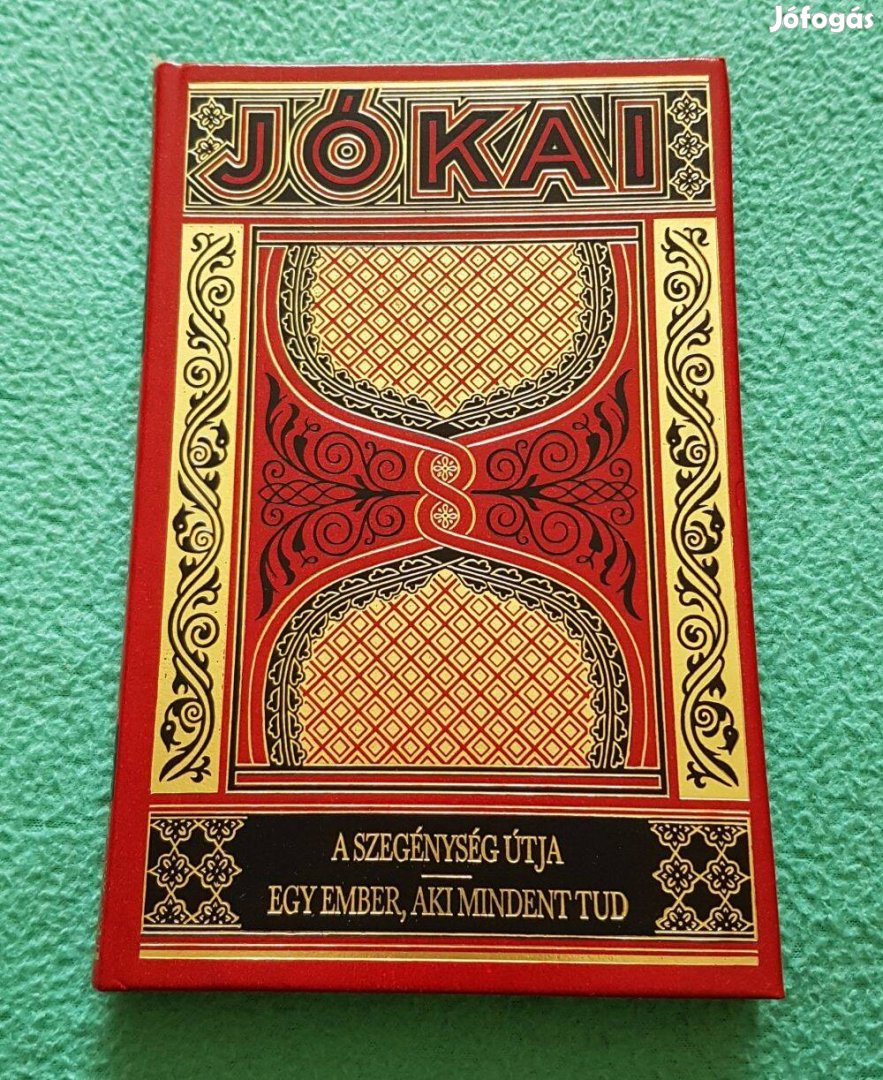 Jófogás
JÓKAI
A SZEGÉNYSÉG ÚTJA
EGY EMBER, AKI MINDENT TUD